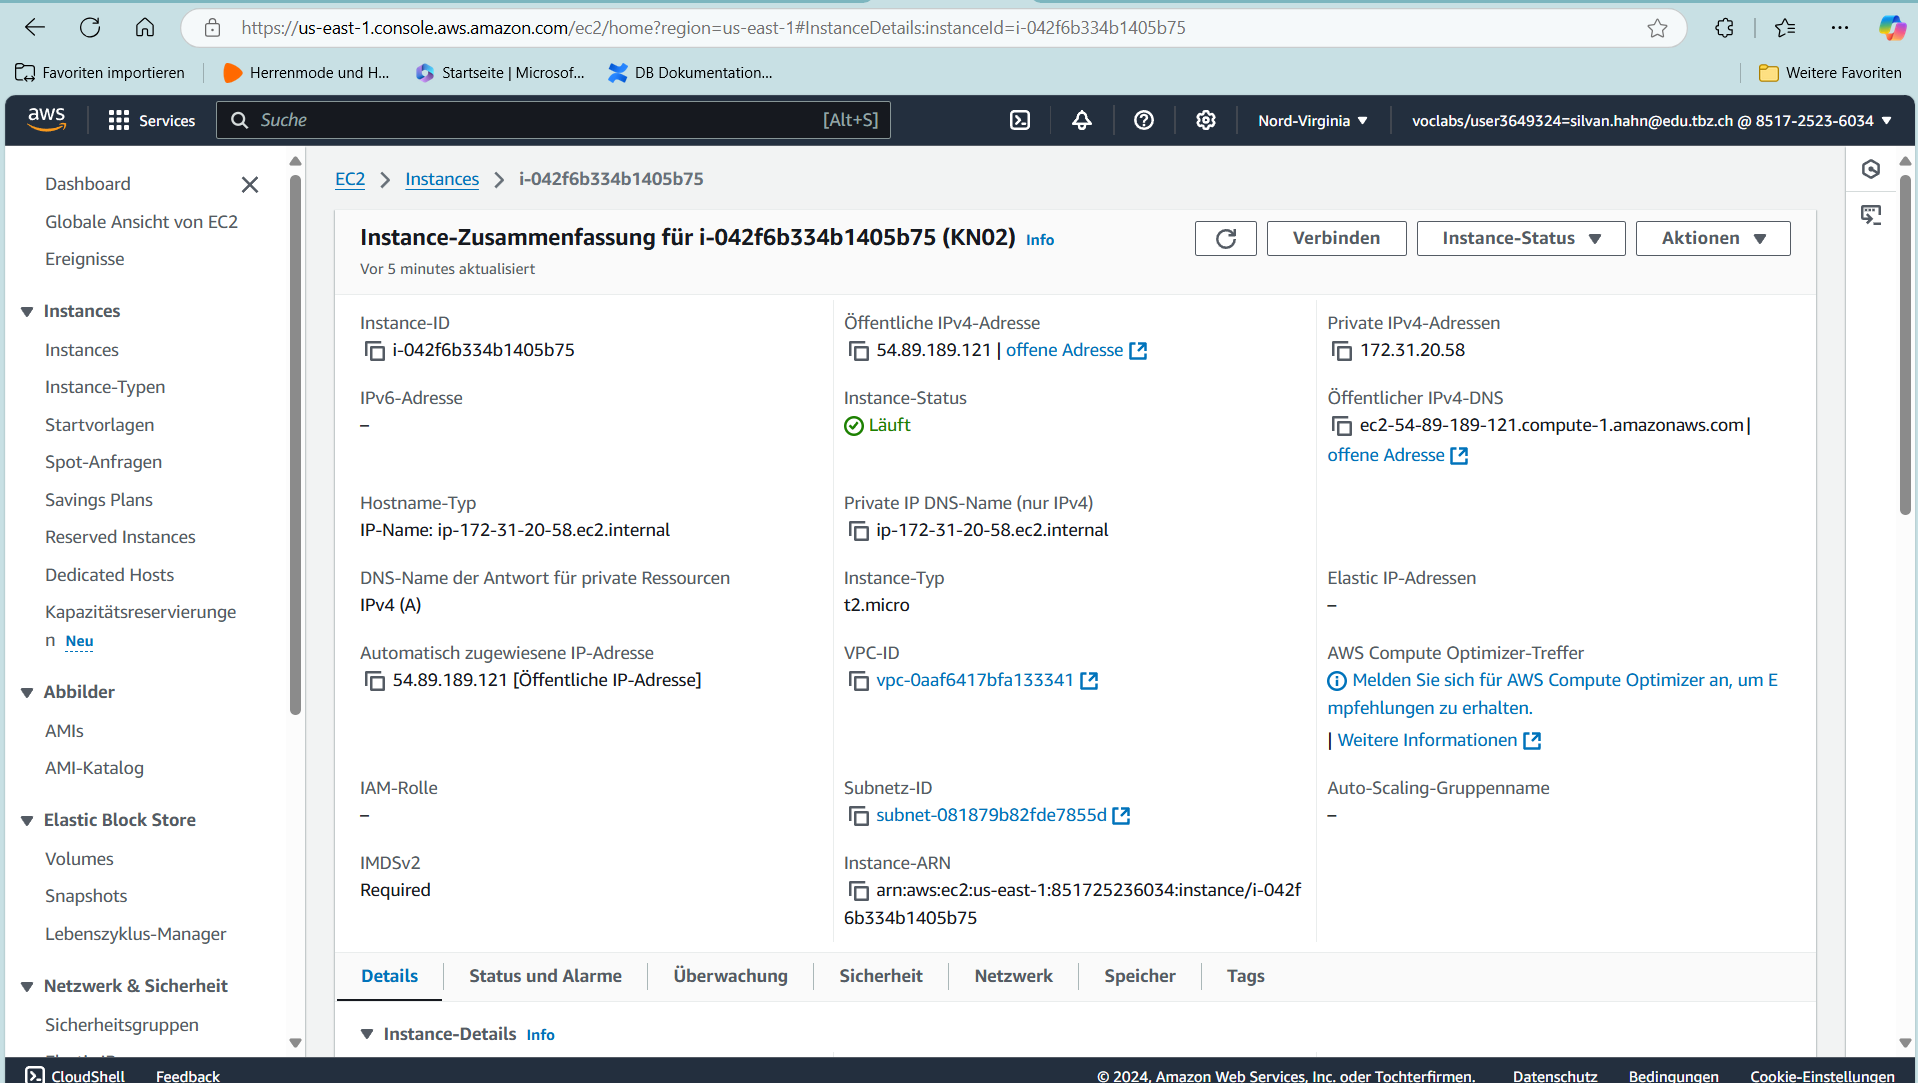 https://us-east-1.console.aws.amazon.com/ec2/home?region=us-east-1#InstanceDetails:instanceId=i-042f6b334b1405b75
Favoriten importieren
Herrenmode und H...
Startseite | Microsof...
DB Dokumentation...
Weitere Favoriten
aws
Services
Suche
[Alt+S]
Nord-Virginia
voclabs/user3649324=silvan.hahn@edu.tbz.ch @ 8517-2523-6034
Dashboard
Globale Ansicht von EC2
Ereignisse
Instances
Instances
Instance-Typen
Startvorlagen
Spot-Anfragen
Savings Plans
Reserved Instances
Dedicated Hosts
Kapazitätsreservierunge
n Neu
Abbilder
AMIs
AMI-Katalog
Elastic Block Store
Volumes
Snapshots
Lebenszyklus-Manager
Netzwerk & Sicherheit
Sicherheitsgruppen
EC2
Instances
i-042f6b334b1405b75
Instance-Zusammenfassung für i-042f6b334b1405b75 (KN02) Info
Vor 5 minutes aktualisiert
Verbinden
Instance-Status
Aktionen
Instance-ID
i-042f6b334b1405b75
Öffentliche IPv4-Adresse
54.89.189.121 | offene Adresse
Private IPv4-Adressen
172.31.20.58
IPv6-Adresse
–
Instance-Status
Läuft
Öffentlicher IPv4-DNS
ec2-54-89-189-121.compute-1.amazonaws.com |
offene Adresse
Hostname-Typ
IP-Name: ip-172-31-20-58.ec2.internal
Private IP DNS-Name (nur IPv4)
ip-172-31-20-58.ec2.internal
DNS-Name der Antwort für private Ressourcen
IPv4 (A)
Instance-Typ
t2.micro
Elastic IP-Adressen
–
Automatisch zugewiesene IP-Adresse
54.89.189.121 [Öffentliche IP-Adresse]
VPC-ID
vpc-0aaf6417bfa133341
AWS Compute Optimizer-Treffer
Melden Sie sich für AWS Compute Optimizer an, um E
mpfehlungen zu erhalten.
| Weitere Informationen
IAM-Rolle
–
Subnetz-ID
subnet-081879b82fde7855d
Auto-Scaling-Gruppenname
–
IMDSv2
Required
Instance-ARN
arn:aws:ec2:us-east-1:851725236034:instance/i-042f
6b334b1405b75
Details
Status und Alarme
Überwachung
Sicherheit
Netzwerk
Speicher
Tags
Instance-Details Info
CloudShell
Feedback
© 2024, Amazon Web Services, Inc. oder Tochterfirmen.
Datenschutz
Bedingungen
Cookie-Einstellungen